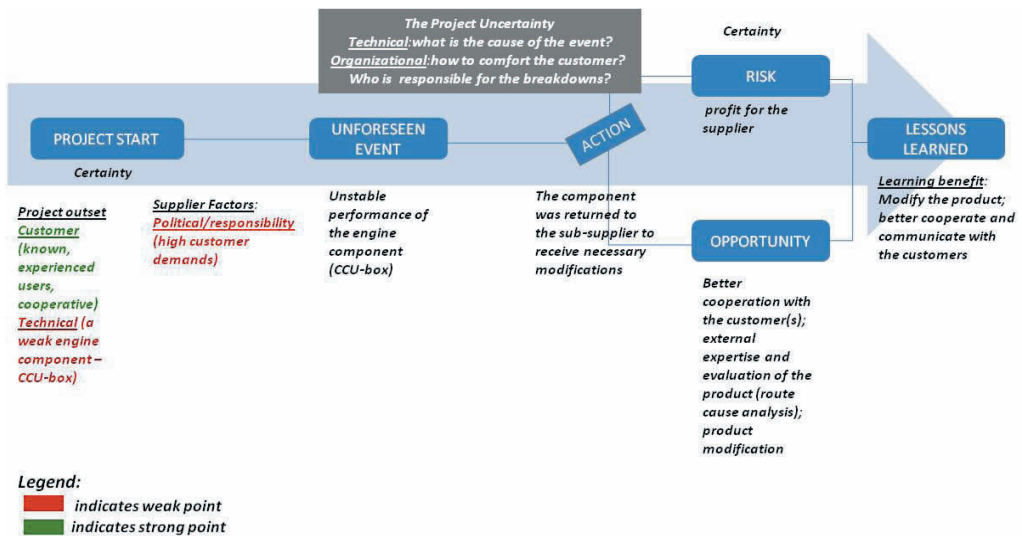 The Project Uncertainty
Technical:what is the cause of the event?
Organizational:how to comfort the customer?
Who is responsible for the breakdowns?
Certainty
RISK
profit for the
supplier
PROJECT START
Certainty
UNFORESEEN
EVENT
ACTION
LESSONS
LEARNED
Project outset
Customer
(known,
experienced
users,
cooperative)
Technical (a
weak engine
component –
CCU-box)
Supplier Factors:
Political/responsibility
(high customer
demands)
Unstable
performance of
the engine
component
(CCU-box)
The component
was returned to
the sub-supplier to
receive necessary
modifications
OPPORTUNITY
Better
cooperation with
the customer(s);
external
expertise and
evaluation of the
product (route
cause analysis);
product
modification
Learning benefit:
Modify the product;
better cooperate and
communicate with
the customers
Legend:
indicates weak point
indicates strong point